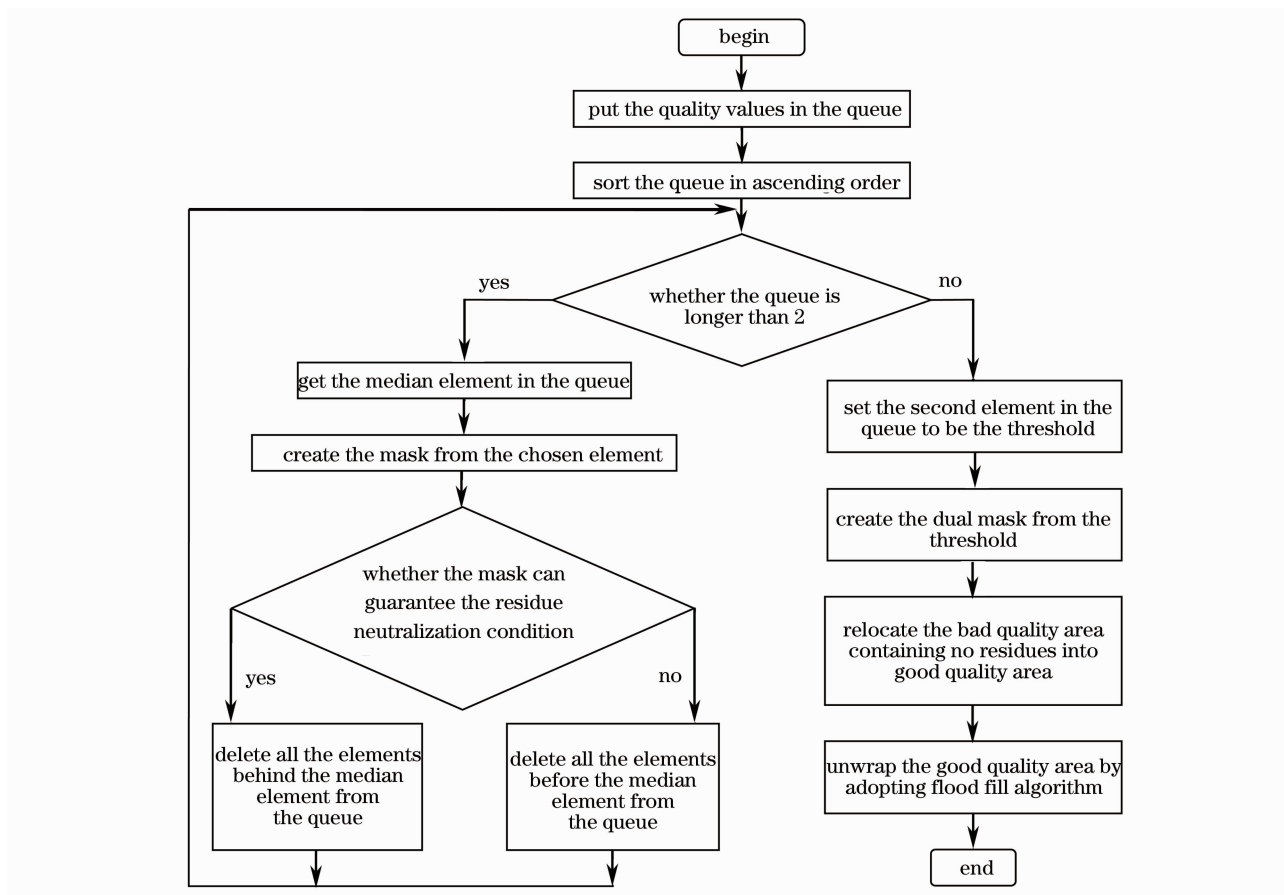 begin
put the quality values in the queue
sort the queue in ascending order
yes
no
whether the queue is
longer than 2
get the median element in the queue
create the mask from the chosen element
whether the mask can
guarantee the residue
neutralization condition
yes
no
delete all the elements
behind the median
element from
the queue
delete all the elements
before the median
element from
the queue
set the second element in the
queue to be the threshold
create the dual mask from the
threshold
relocate the bad quality area
containing no residues into
good quality area
unwrap the good quality area by
adopting flood fill algorithm
end